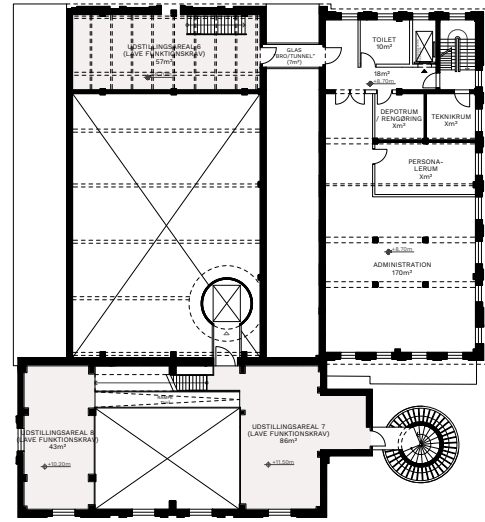 UDSTILLINGSAREAL 6
(LAVE FUNKTIONSKRAV)
57m²
GLAS
"BRO/TUNNEL"
(7m²)
TOILET
10m²
18m²
+8,70m
DEPOTRUM
/ RENGØRING
Xm²
TEKNIKRUM
Xm²
PERSONA-
LERUM
Xm²
+8,70m
ADMINISTRATION
170m²
UDSTILLINGSAREAL 8
(LAVE FUNKTIONSKRAV)
43m²
+10,20m
UDSTILLINGSAREAL 7
(LAVE FUNKTIONSKRAV)
86m²
+11,50m